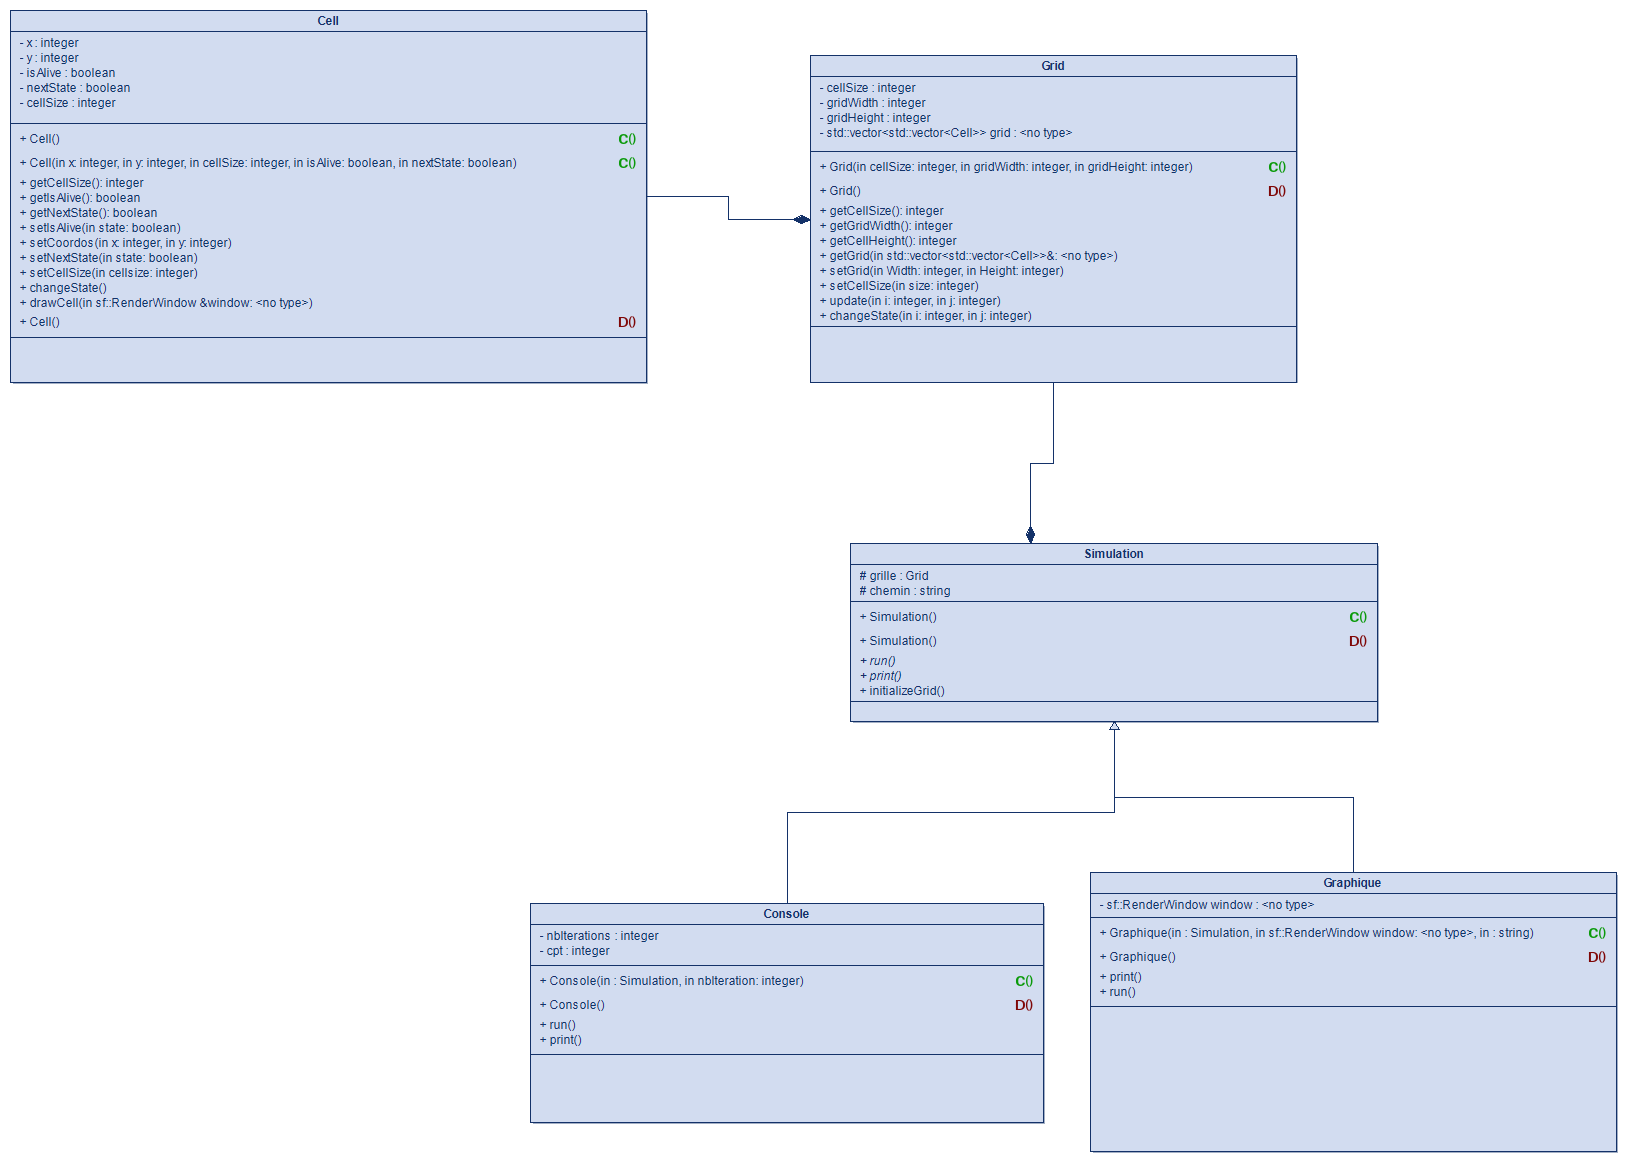 Cell
- x : integer
- y : integer
- isAlive : boolean
- nextState : boolean
- cellSize : integer
+ Cell() C()
+ Cell(in x: integer, in y: integer, in cellSize: integer, in isAlive: boolean, in nextState: boolean) C()
+ getCellSize(): integer
+ getIsAlive(): boolean
+ getNextState(): boolean
+ setIsAlive(in state: boolean)
+ setCoordos(in x: integer, in y: integer)
+ setNextState(in state: boolean)
+ setCellSize(in cellsize: integer)
+ changeState()
+ drawCell(in sf::RenderWindow &window: <no type>)
+ Cell() D()
Grid
- cellSize : integer
- gridWidth : integer
- gridHeight : integer
- std::vector<std::vector<Cell>> grid : <no type>
+ Grid(in cellSize: integer, in gridWidth: integer, in gridHeight: integer) C()
+ Grid() D()
+ getCellSize(): integer
+ getGridWidth(): integer
+ getCellHeight(): integer
+ getGrid(in std::vector<std::vector<Cell>>&: <no type>)
+ setGrid(in Width: integer, in Height: integer)
+ setCellSize(in size: integer)
+ update(in i: integer, in j: integer)
+ changeState(in i: integer, in j: integer)
Simulation
# grille : Grid
# chemin : string
+ Simulation() C()
+ Simulation() D()
+ run()
+ print()
+ initializeGrid()
Console
- nbIterations : integer
- cpt : integer
+ Console(in : Simulation, in nbIteration: integer) C()
+ Console() D()
+ run()
+ print()
Graphique
- sf::RenderWindow window : <no type>
+ Graphique(in : Simulation, in sf::RenderWindow window: <no type>, in : string) C()
+ Graphique() D()
+ print()
+ run()